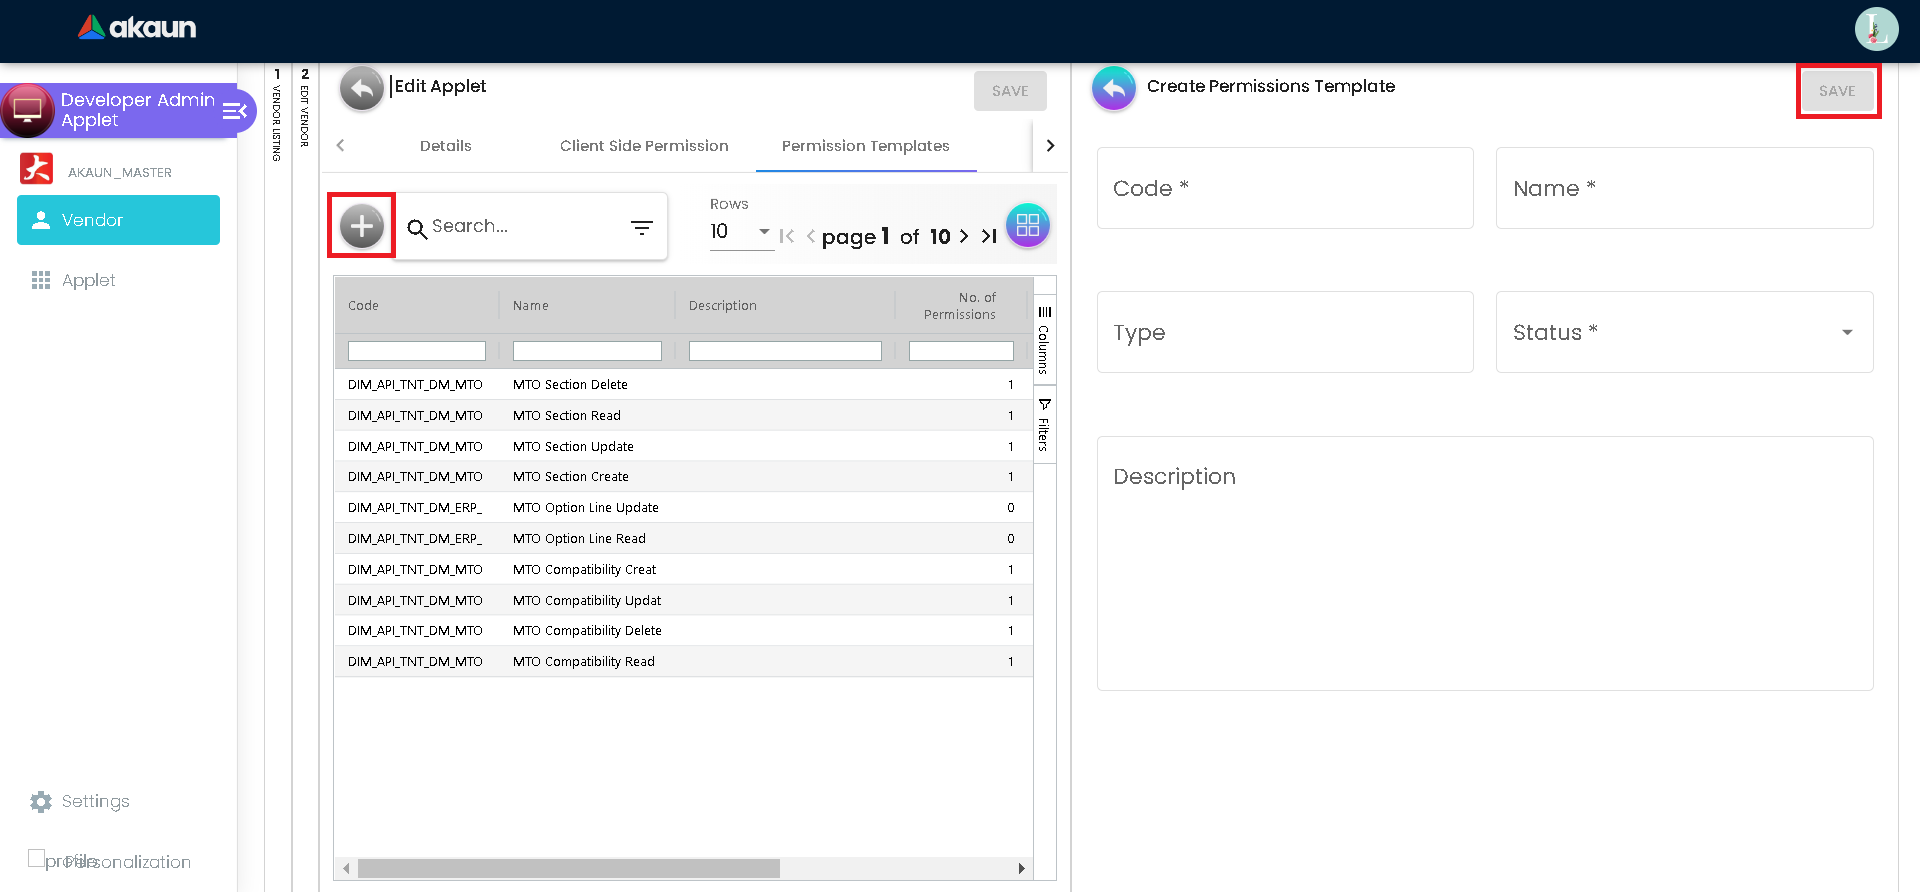 akaun
L
Developer Admin
Applet
AKAUN_MASTER
Vendor
Applet
Settings
profile
Personalization
1 VENDOR LISTING
2 EDIT VENDOR
Edit Applet
SAVE
Details
Client Side Permission
Permission Templates
Search...
Rows
10
page 1 of 10
Code
Name
Description
No. of
Permissions
DIM_API_TNT_DM_MTO MTO Section Delete 1
DIM_API_TNT_DM_MTO MTO Section Read 1
DIM_API_TNT_DM_MTO MTO Section Update 1
DIM_API_TNT_DM_MTO MTO Section Create 1
DIM_API_TNT_DM_ERP_ MTO Option Line Update 0
DIM_API_TNT_DM_ERP_ MTO Option Line Read 0
DIM_API_TNT_DM_MTO MTO Compatibility Creat 1
DIM_API_TNT_DM_MTO MTO Compatibility Updat 1
DIM_API_TNT_DM_MTO MTO Compatibility Delete 1
DIM_API_TNT_DM_MTO MTO Compatibility Read 1
Columns
Filters
Create Permissions Template
SAVE
Code *
Name *
Type
Status *
Description